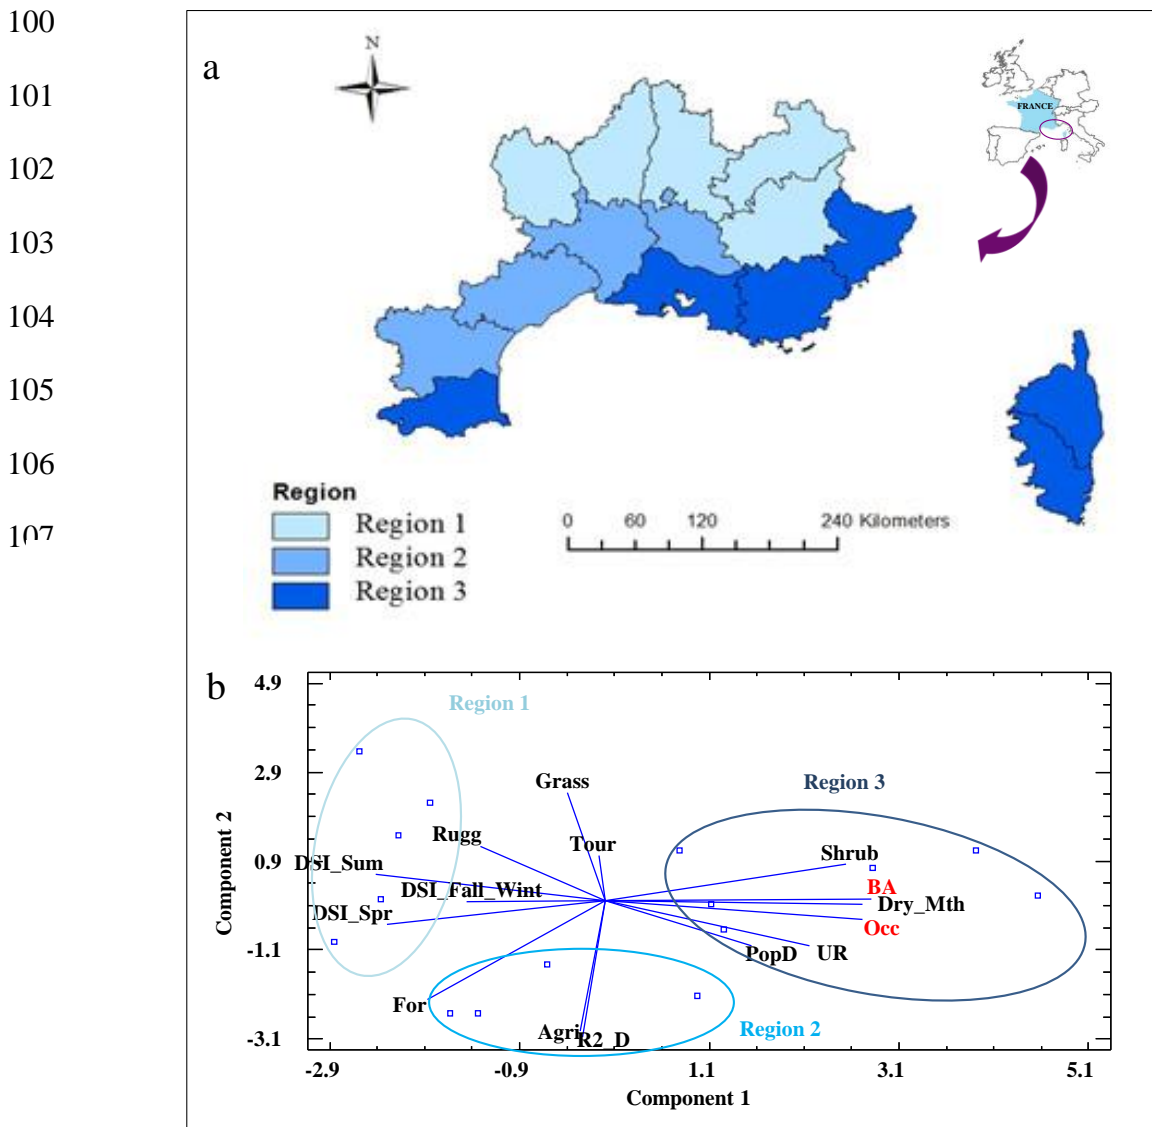 100
101
102
103
104
105
106
107
a
N
FRANCE
Region
Region 1
Region 2
Region 3
0 60 120 240 Kilometers
b
4.9
2.9
0.9
-1.1
-3.1
Component 2
Region 1
Grass
Region 3
Rugg
Tour
Shrub
DSI_Sum
DSI_Fall_Wint
BA
Dry_Mth
DSI_Spr
Occ
PopD
UR
For
Agri
R2_D
Region 2
-2.9 -0.9 1.1 3.1 5.1
Component 1